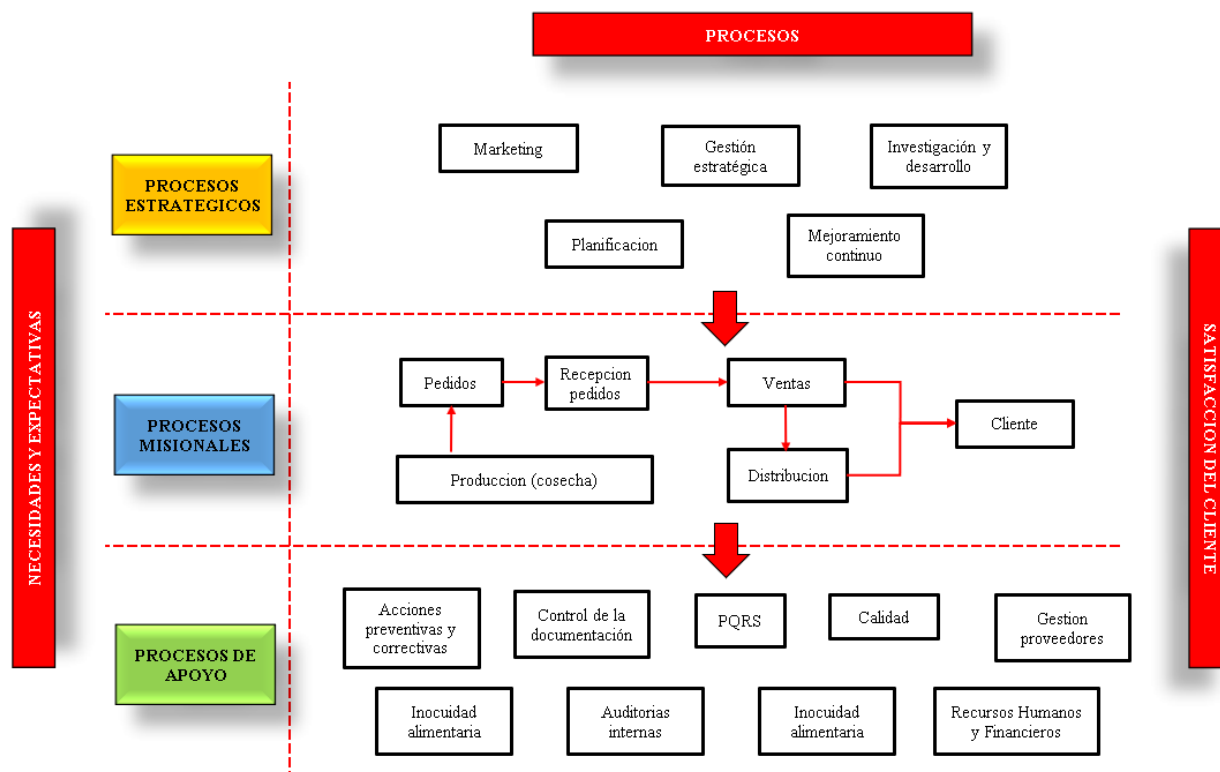 PROCESOS
NECESIDADES Y EXPECTATIVAS
PROCESOS
ESTRATEGICOS
Marketing
Gestión
estratégica
Investigación y
desarrollo
Planificacion
Mejoramiento
continuo
PROCESOS
MISIONALES
Pedidos
Recepcion
pedidos
Ventas
Cliente
Produccion (cosecha)
Distribucion
PROCESOS DE
APOYO
Acciones
preventivas y
correctivas
Control de la
documentación
PQRS
Calidad
Gestion
proveedores
Inocuidad
alimentaria
Auditorias
internas
Inocuidad
alimentaria
Recursos Humanos
y Financieros
SATISFACCION DEL CLIENTE